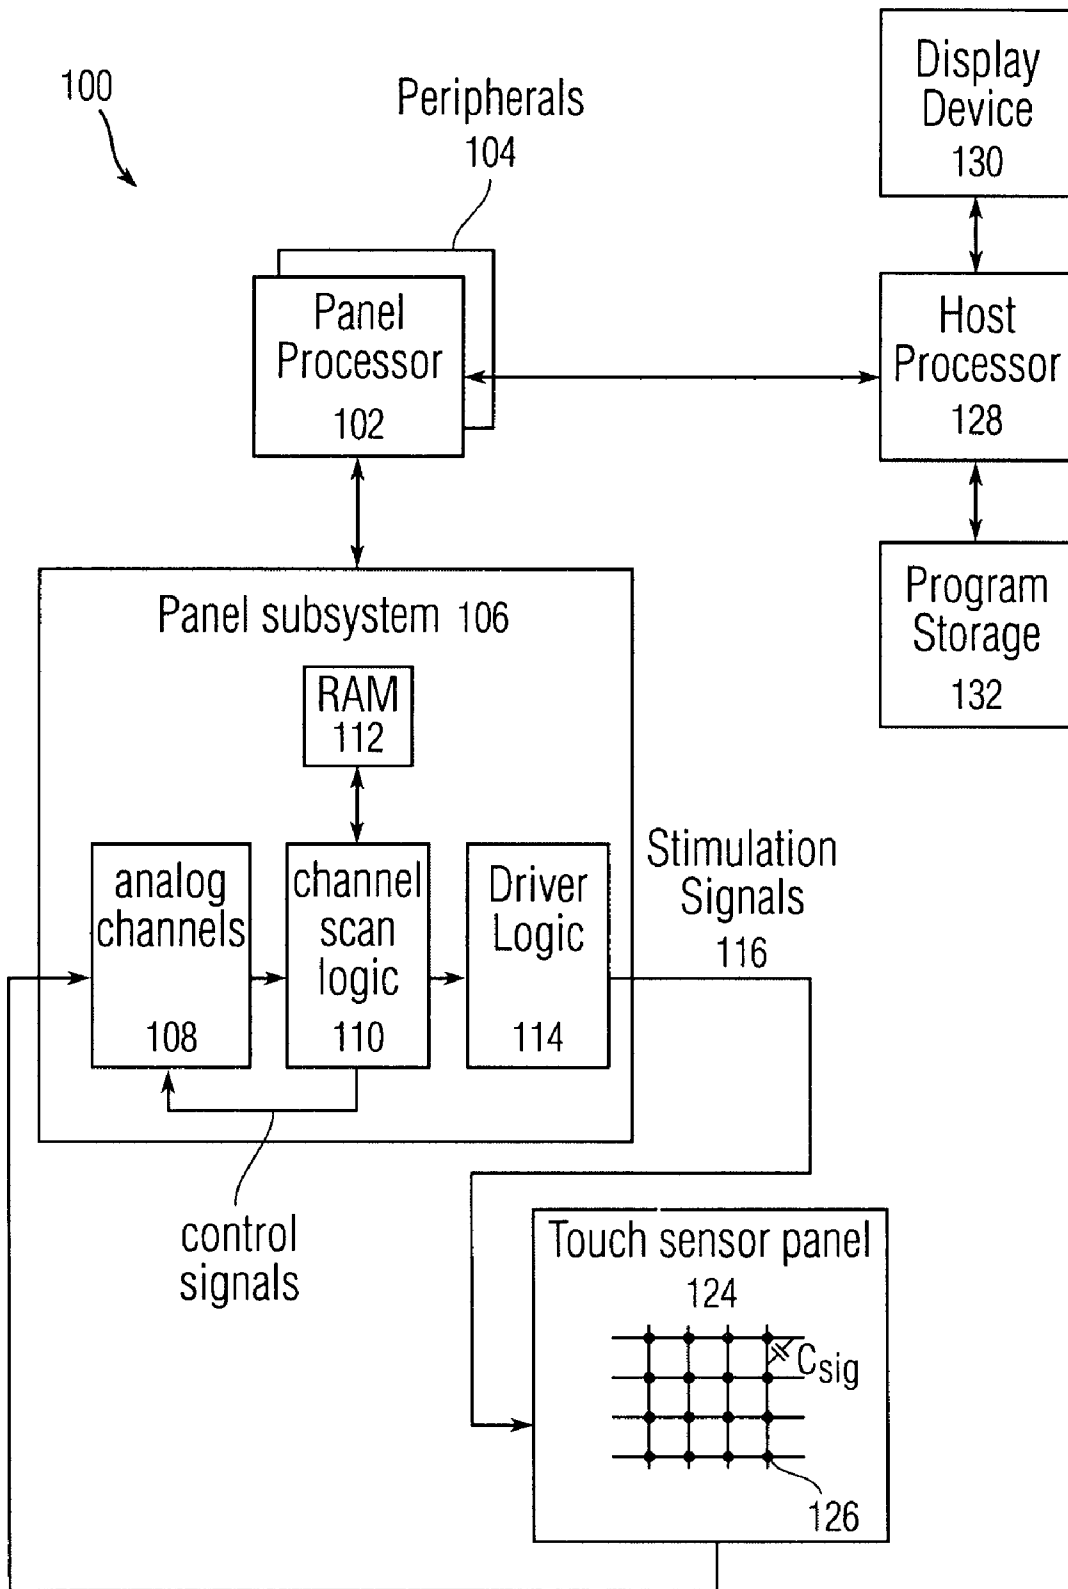 100
Peripherals
104
Display
Device
130
Panel
Processor
102
Host
Processor
128
Program
Storage
132
Panel subsystem 106
RAM
112
analog
channels
108
channel
scan
logic
110
Driver
Logic
114
Stimulation
Signals
116
control
signals
Touch sensor panel
124
Csig
126